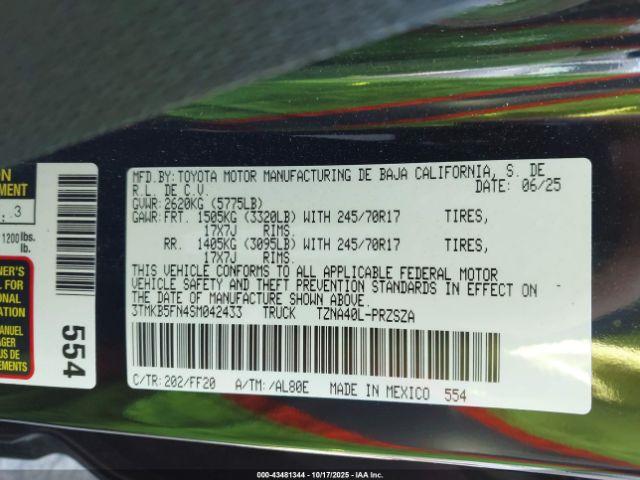 MFD.BY: TOYOTA MOTOR MANUFACTURING DE BAJA CALIFORNIA, S. DE
R.L. DE C.V. DATE: 06/25
GVWR: 2620KG (5775LB)
GAWR: FRT. 1505KG (3320LB) WITH 245/70R17 TIRES,
17X7J RIMS
RR. 1405KG (3095LB) WITH 245/70R17 TIRES,
17X7J RIMS
THIS VEHICLE CONFORMS TO ALL APPLICABLE FEDERAL MOTOR
VEHICLE SAFETY AND THEFT PREVENTION STANDARDS IN EFFECT ON
THE DATE OF MANUFACTURE SHOWN ABOVE.
3TMKB5FN4SM042433 TRUCK TZNA40L-PRZSZA
C/TR: 202/FF20 A/TM: /AL80E MADE IN MEXICO 554
1200 lbs.
lb.
MANUEL
554
000-43481344 | 10/17/2025 | IAA, Inc.